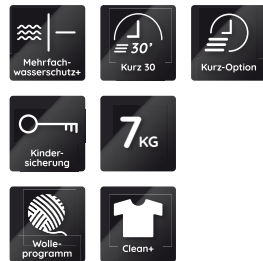 Mehrfach-
wasserschutz+
30'
Kurz 30
Kurz-Option
Kinder-
sicherung
7KG
Wolle-
programm
Clean+